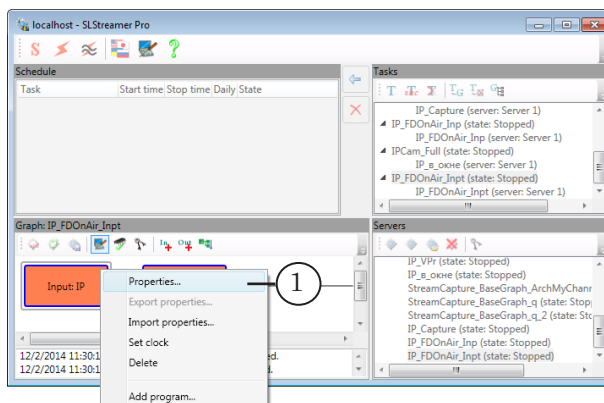 localhost - SLStreamer Pro
Schedule
Task Start time Stop time Daily State
Tasks
IP_Capture (server: Server 1)
IP_FDOnAir_Inp (state: Stopped)
IP_FDOnAir_Inp (server: Server 1)
IPCam_Full (state: Stopped)
IP_в_окне (server: Server 1)
IP_FDOnAir_Inpt (state: Stopped)
IP_FDOnAir_Inpt (server: Server 1)
Graph: IP_FDOnAir_Inpt
Input: IP
Properties...
Export properties...
Import properties...
Set clock
Delete
Add program...
1
12/2/2014 11:30:1
12/2/2014 11:30:1
Servers
IP_VPr (state: Stopped)
IP_в_окне (state: Stopped)
StreamCapture_BaseGraph_ArchMyChanr
StreamCapture_BaseGraph_q (state: Stopp
StreamCapture_BaseGraph_q_2 (state: Stc
IP_Capture (state: Stopped)
IP_FDOnAir_Inp (state: Stopped)
IP_FDOnAir_Inpt (state: Stopped)